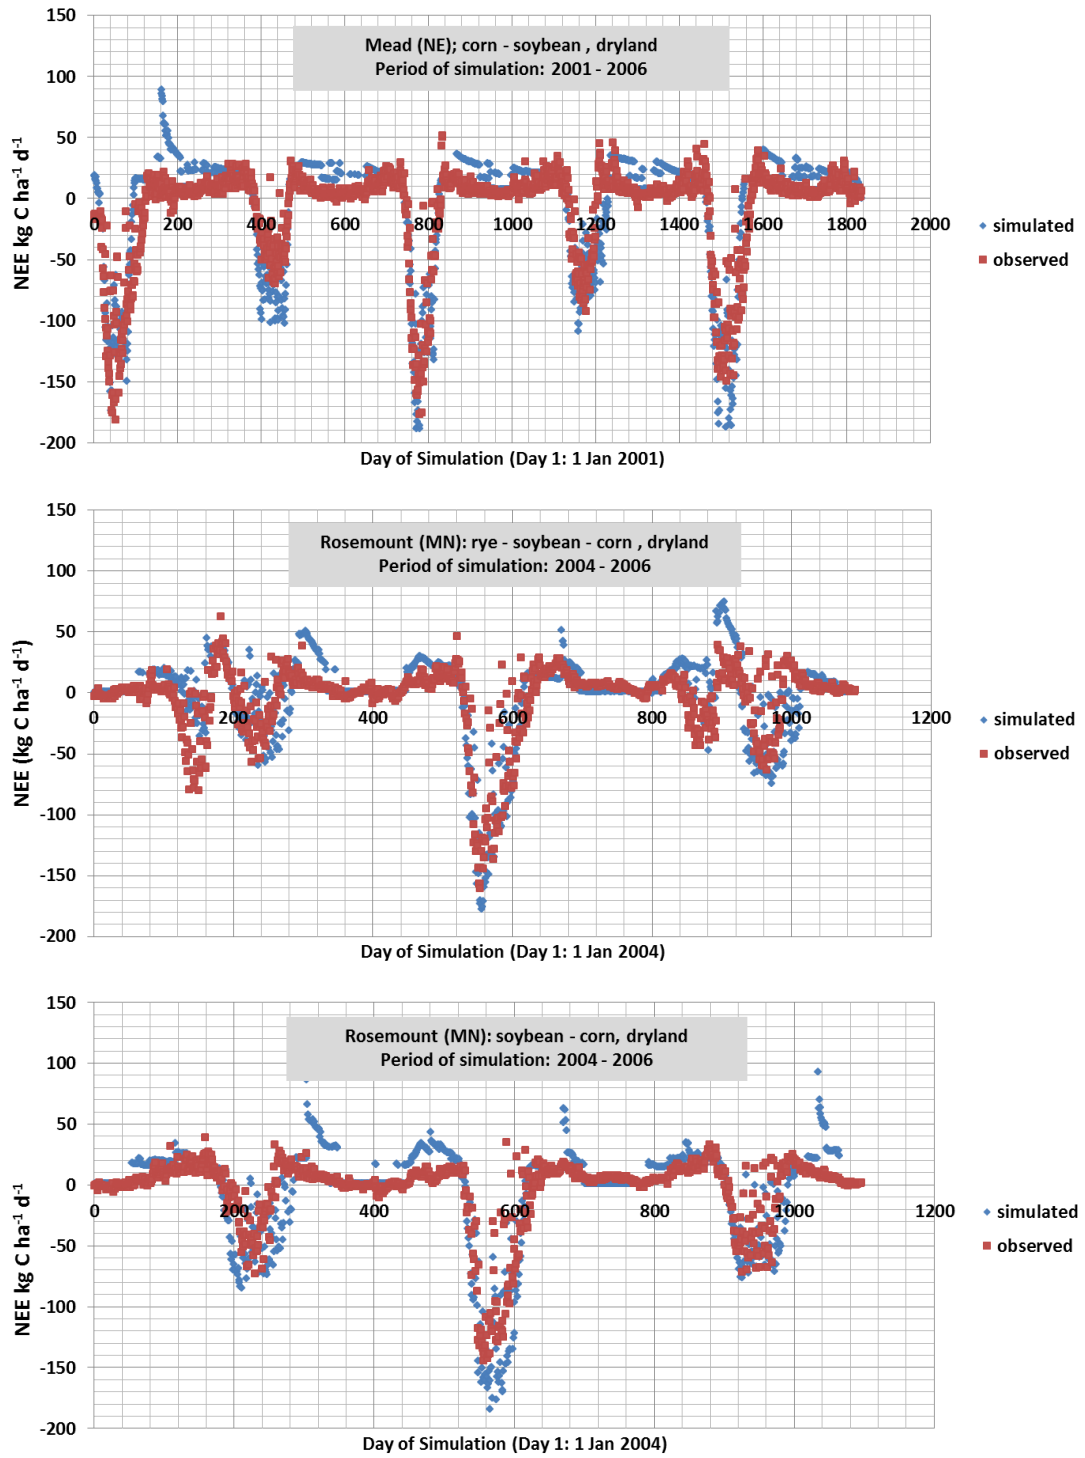 150
Mead (NE); corn - soybean , dryland
Period of simulation: 2001 - 2006
100
50
0
0 200 400 600 800 1000 1200 1400 1600 1800 2000
-50
-100
-150
-200
NEE kg C ha-1 d-1
simulated
observed
Day of Simulation (Day 1: 1 Jan 2001)
150
Rosemount (MN): rye - soybean - corn , dryland
Period of simulation: 2004 - 2006
100
50
0
0 200 400 600 800 1000 1200
-50
-100
-150
-200
NEE (kg C ha-1 d-1)
simulated
observed
Day of Simulation (Day 1: 1 Jan 2004)
150
Rosemount (MN): soybean - corn, dryland
Period of simulation: 2004 - 2006
100
50
0
0 200 400 600 800 1000 1200
-50
-100
-150
-200
NEE kg C ha-1 d-1
simulated
observed
Day of Simulation (Day 1: 1 Jan 2004)